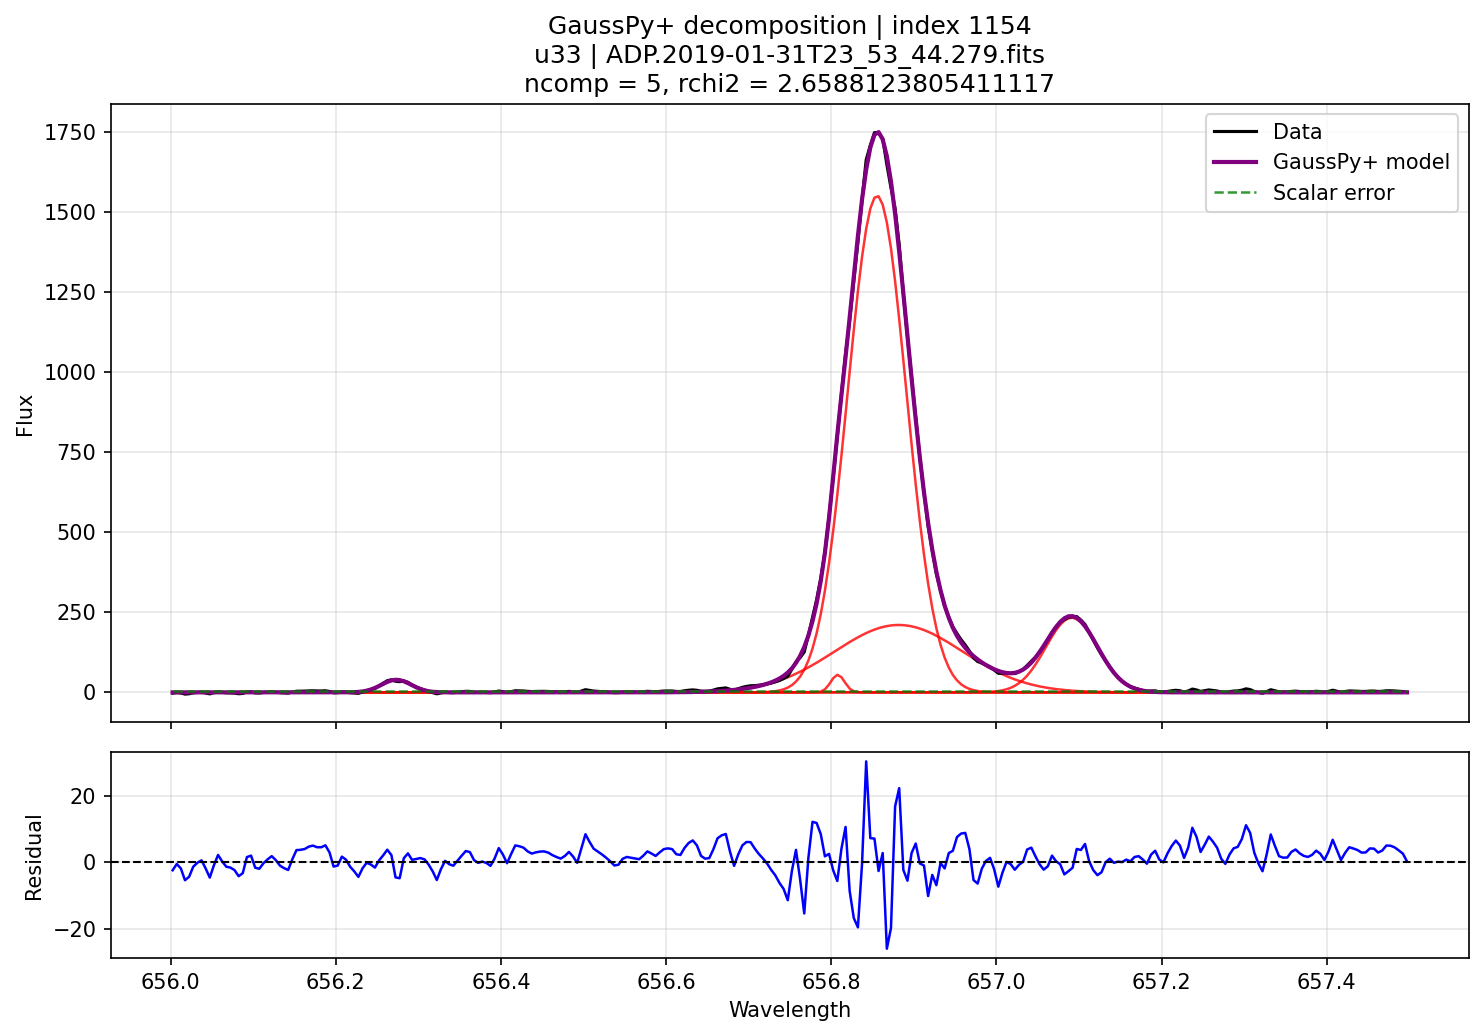 GaussPy+ decomposition | index 1154
u33 | ADP.2019-01-31T23_53_44.279.fits
ncomp = 5, rchi2 = 2.6588123805411117
Data
GaussPy+ model
Scalar error
1750
1500
1250
1000
750
500
250
0
Flux
20
0
−20
Residual
656.0
656.2
656.4
656.6
656.8
657.0
657.2
657.4
Wavelength